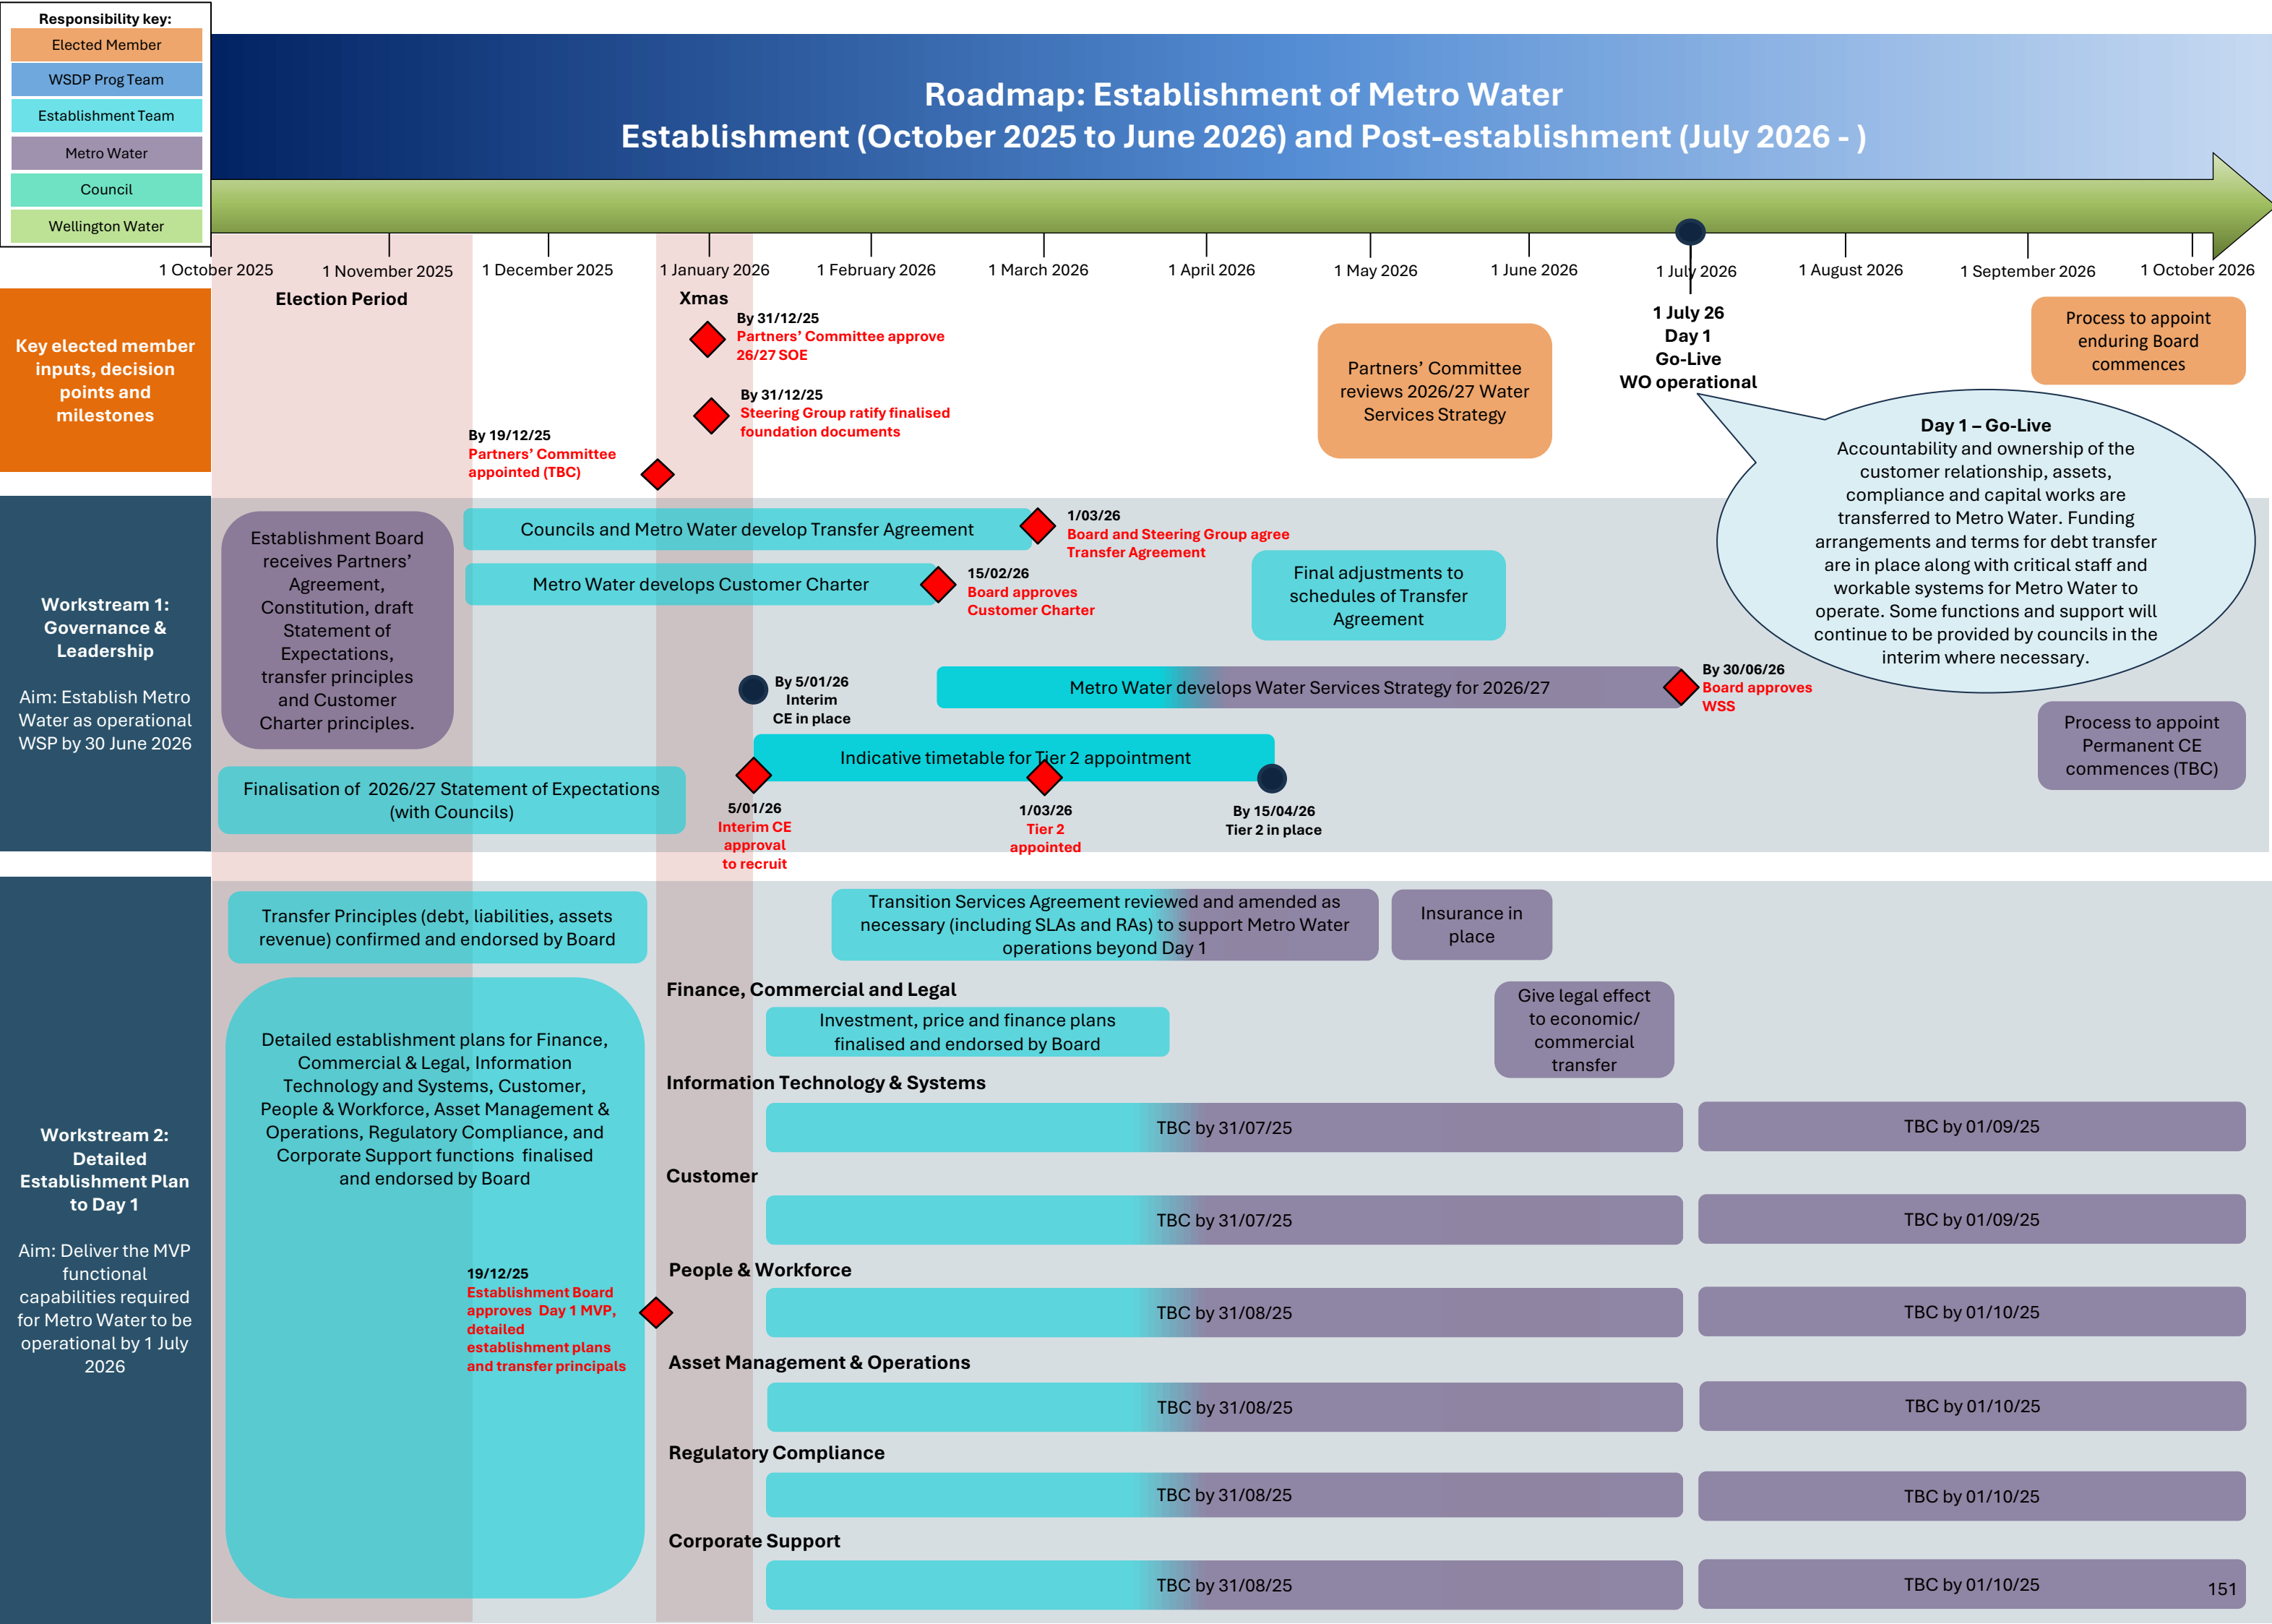 Responsibility key:
Elected Member
WSDP Prog Team
Establishment Team
Metro Water
Council
Wellington Water
Roadmap: Establishment of Metro Water
Establishment (October 2025 to June 2026) and Post-establishment (July 2026 - )
1 October 2025
1 November 2025
1 December 2025
1 January 2026
1 February 2026
1 March 2026
1 April 2026
1 May 2026
1 June 2026
1 July 2026
1 August 2026
1 September 2026
1 October 2026
Election Period
Xmas
Key elected member
inputs, decision
points and
milestones
By 31/12/25
Partners’ Committee approve
26/27 SOE
By 31/12/25
Steering Group ratify finalised
foundation documents
By 19/12/25
Partners’ Committee
appointed (TBC)
Partners’ Committee
reviews 2026/27 Water
Services Strategy
1 July 26
Day 1
Go-Live
WO operational
Process to appoint
enduring Board
commences
Day 1 – Go-Live
Accountability and ownership of the
customer relationship, assets,
compliance and capital works are
transferred to Metro Water. Funding
arrangements and terms for debt transfer
are in place along with critical staff and
workable systems for Metro Water to
operate. Some functions and support will
continue to be provided by councils in the
interim where necessary.
Workstream 1:
Governance &
Leadership
Aim: Establish Metro
Water as operational
WSP by 30 June 2026
Establishment Board
receives Partners’
Agreement,
Constitution, draft
Statement of
Expectations,
transfer principles
and Customer
Charter principles.
Councils and Metro Water develop Transfer Agreement
1/03/26
Board and Steering Group agree
Transfer Agreement
Metro Water develops Customer Charter
15/02/26
Board approves
Customer Charter
Final adjustments to
schedules of Transfer
Agreement
By 5/01/26
Interim
CE in place
Metro Water develops Water Services Strategy for 2026/27
By 30/06/26
Board approves
WSS
Indicative timetable for Tier 2 appointment
Finalisation of 2026/27 Statement of Expectations
(with Councils)
5/01/26
Interim CE
approval
to recruit
1/03/26
Tier 2
appointed
By 15/04/26
Tier 2 in place
Process to appoint
Permanent CE
commences (TBC)
Workstream 2:
Detailed
Establishment Plan
to Day 1
Aim: Deliver the MVP
functional
capabilities required
for Metro Water to be
operational by 1 July
2026
Transfer Principles (debt, liabilities, assets
revenue) confirmed and endorsed by Board
Transition Services Agreement reviewed and amended as
necessary (including SLAs and RAs) to support Metro Water
operations beyond Day 1
Insurance in
place
Detailed establishment plans for Finance,
Commercial & Legal, Information
Technology and Systems, Customer,
People & Workforce, Asset Management &
Operations, Regulatory Compliance, and
Corporate Support functions finalised
and endorsed by Board
19/12/25
Establishment Board
approves Day 1 MVP,
detailed
establishment plans
and transfer principals
Finance, Commercial and Legal
Investment, price and finance plans
finalised and endorsed by Board
Give legal effect
to economic/
commercial
transfer
Information Technology & Systems
TBC by 31/07/25
TBC by 01/09/25
Customer
TBC by 31/07/25
TBC by 01/09/25
People & Workforce
TBC by 31/08/25
TBC by 01/10/25
Asset Management & Operations
TBC by 31/08/25
TBC by 01/10/25
Regulatory Compliance
TBC by 31/08/25
TBC by 01/10/25
Corporate Support
TBC by 31/08/25
TBC by 01/10/25
151